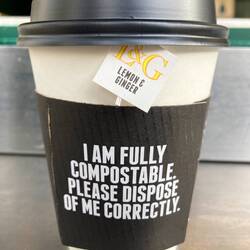 L&G
LEMON &
GINGER
I AM FULLY
COMPOSTABLE.
PLEASE DISPOSE
OF ME CORRECTLY.